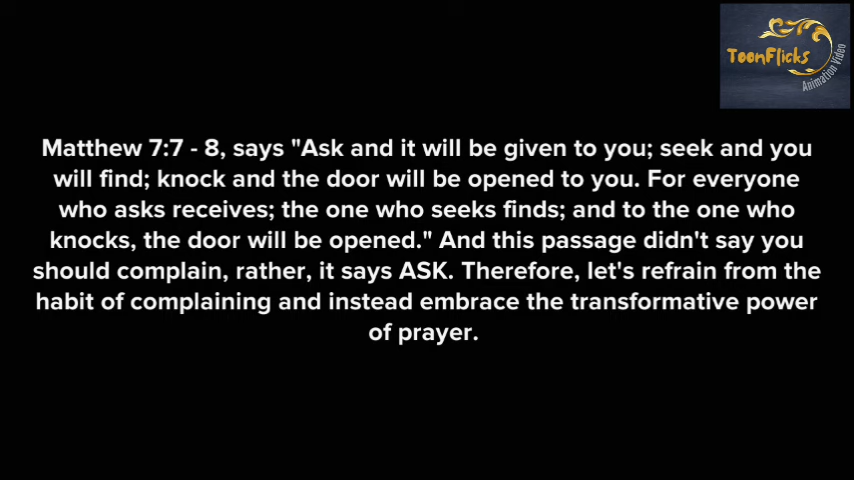 ToonFlicks
Animation Video
Matthew 7:7 - 8, says "Ask and it will be given to you; seek and you
will find; knock and the door will be opened to you. For everyone
who asks receives; the one who seeks finds; and to the one who
knocks, the door will be opened." And this passage didn't say you
should complain, rather, it says ASK. Therefore, let's refrain from the
habit of complaining and instead embrace the transformative power
of prayer.